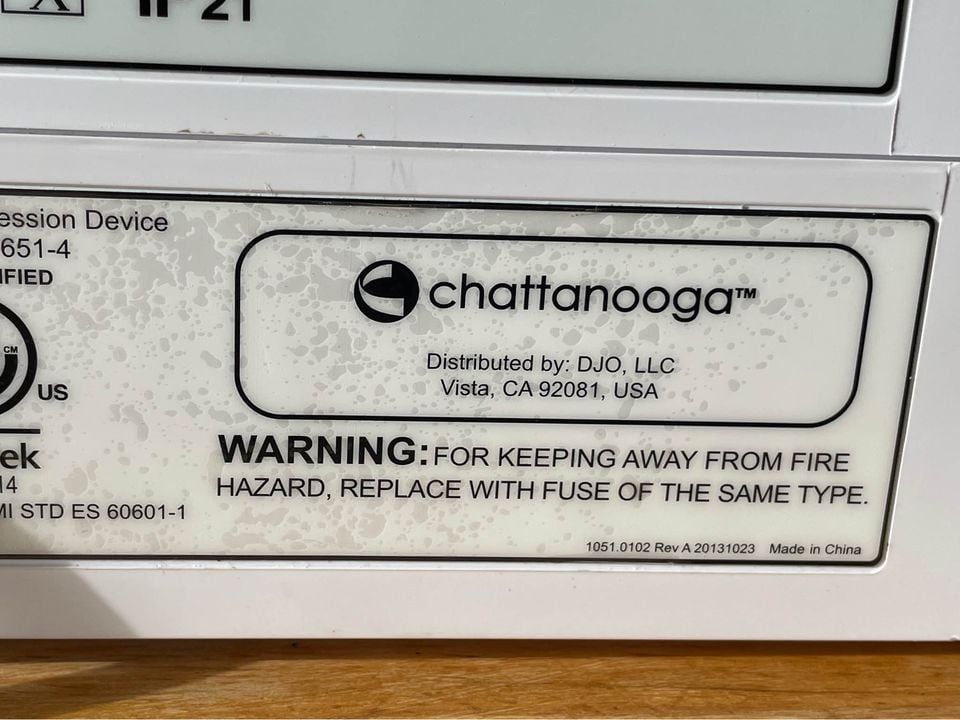 IP21
ession Device
651-4
IFIED
CM
US
ek
14
MI STD ES 60601-1
chattanooga™
Distributed by: DJO, LLC
Vista, CA 92081, USA
WARNING: FOR KEEPING AWAY FROM FIRE
HAZARD, REPLACE WITH FUSE OF THE SAME TYPE.
1051.0102 Rev A 20131023 Made in China